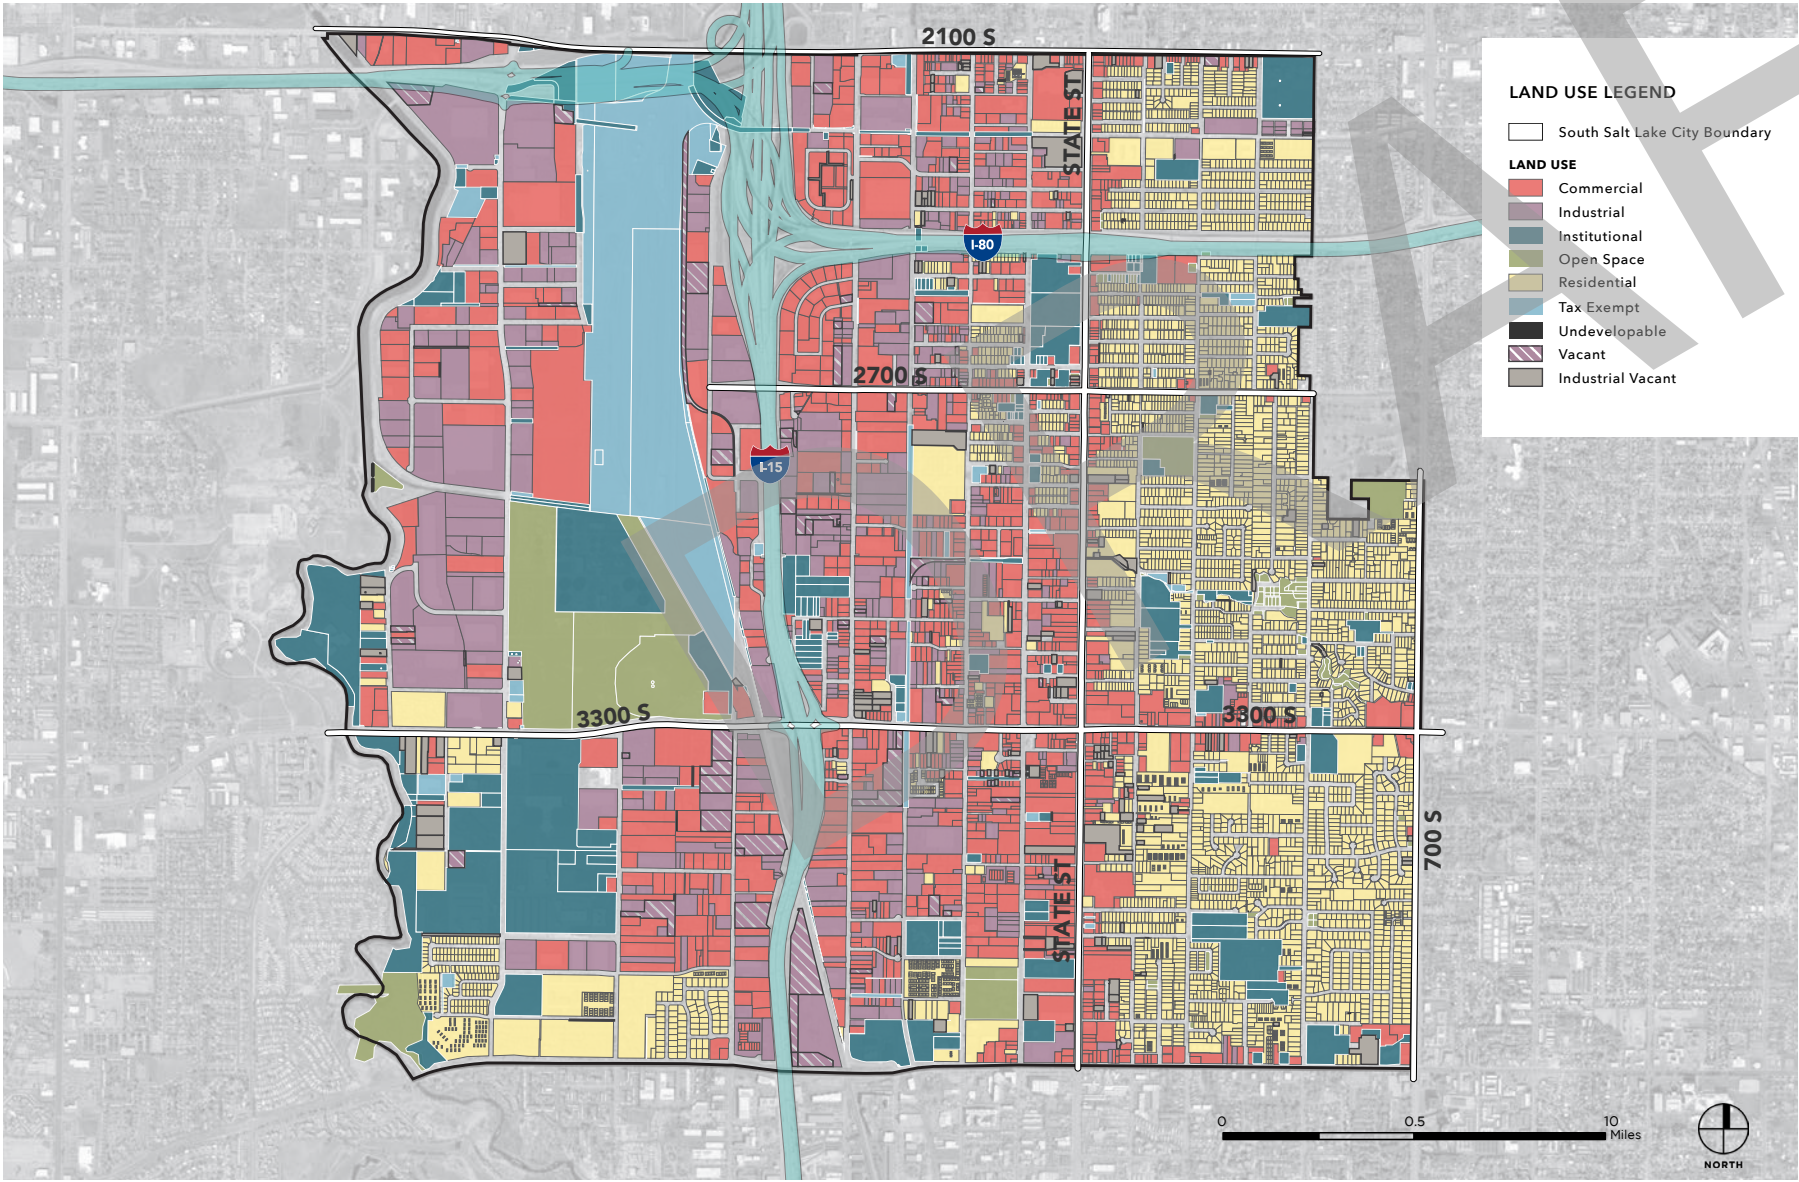 2100 S
STATE ST
I-80
2700 S
I-15
3300 S
3300 S
STATE ST
700 S
LAND USE LEGEND
South Salt Lake City Boundary
LAND USE
Commercial
Industrial
Institutional
Open Space
Residential
Tax Exempt
Undevelopable
Vacant
Industrial Vacant
0 0.5 10
Miles
NORTH